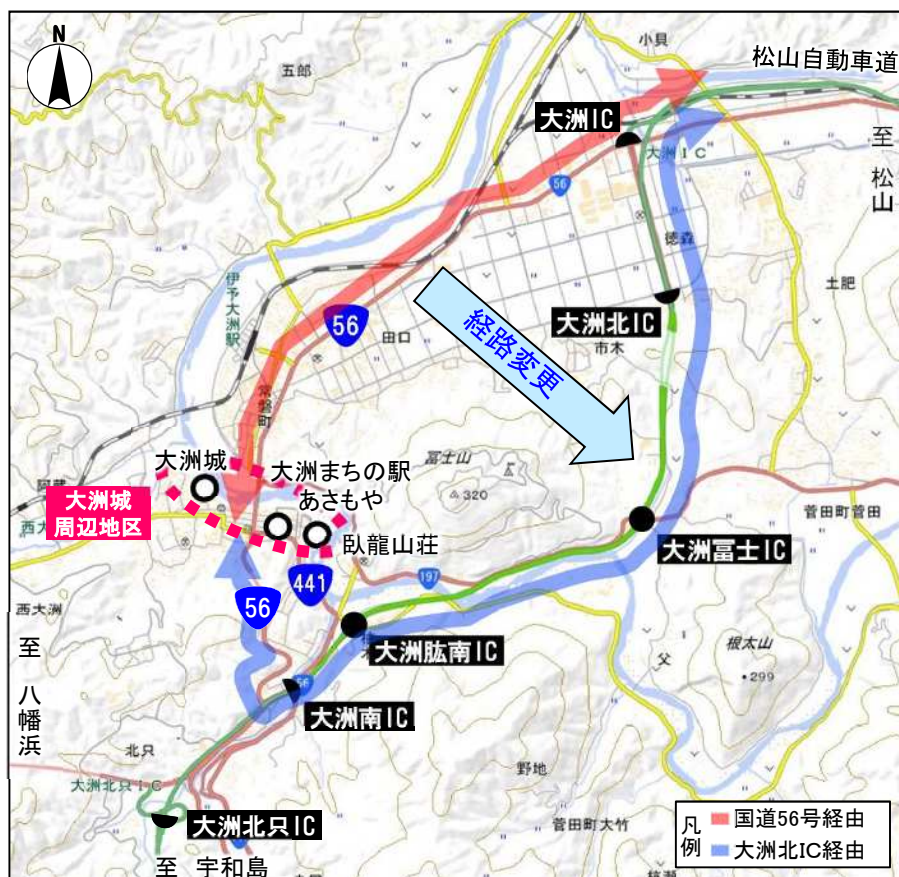 N
小貝
松山自動車道
五郎
大洲IC
大洲IC
至 松山
56
徳森
伊予大洲駅
土肥
大洲北IC
56
田口
市木
経路変更
常磐町
大洲城
大洲まちの駅
あさもや
冨士山
320
阿蔵
大洲城
周辺地区
西大
臥龍山荘
菅田町菅田
大洲冨士IC
441
197
56
西大洲
大洲肱南IC
父
根太山
299
至 八幡浜
56
大洲南IC
北只
大洲北只IC
野地
大洲北只IC
菅田町大竹
凡例
国道56号経由
大洲北IC経由
至 宇和島